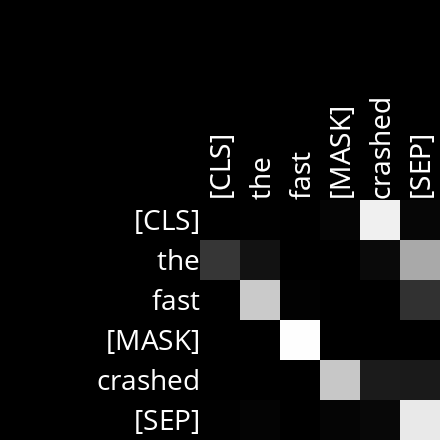 [CLS] the fast [MASK] crashed [SEP]
[CLS]
the
fast
[MASK]
crashed
[SEP]